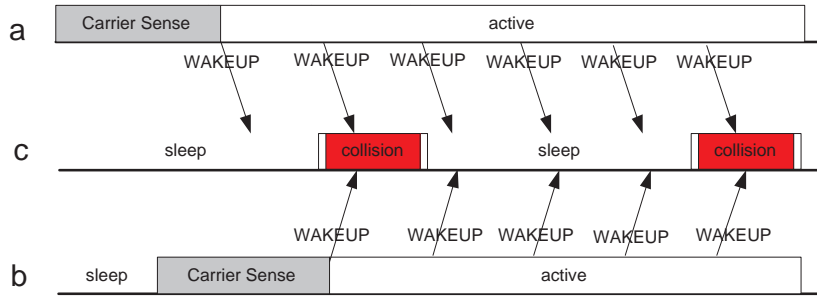 a
Carrier Sense
active
WAKEUP WAKEUP WAKEUP WAKEUP WAKEUP WAKEUP
c
sleep
collision
sleep
collision
WAKEUP WAKEUP WAKEUP WAKEUP WAKEUP
b
sleep
Carrier Sense
active